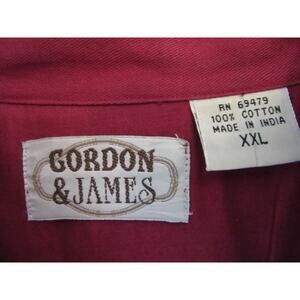 GORDON
& JAMES
RN 69479
100% COTTON
MADE IN INDIA
XXL